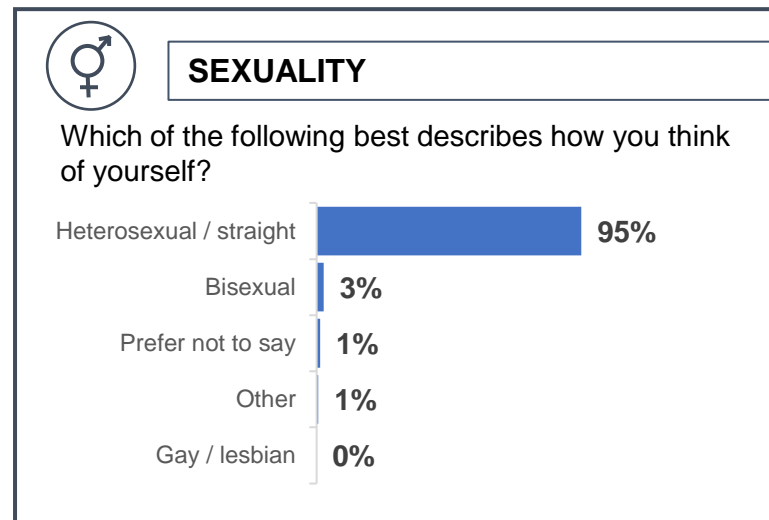 SEXUALITY
Which of the following best describes how you think
of yourself?
Heterosexual / straight 95%
Bisexual 3%
Prefer not to say 1%
Other 1%
Gay / lesbian 0%